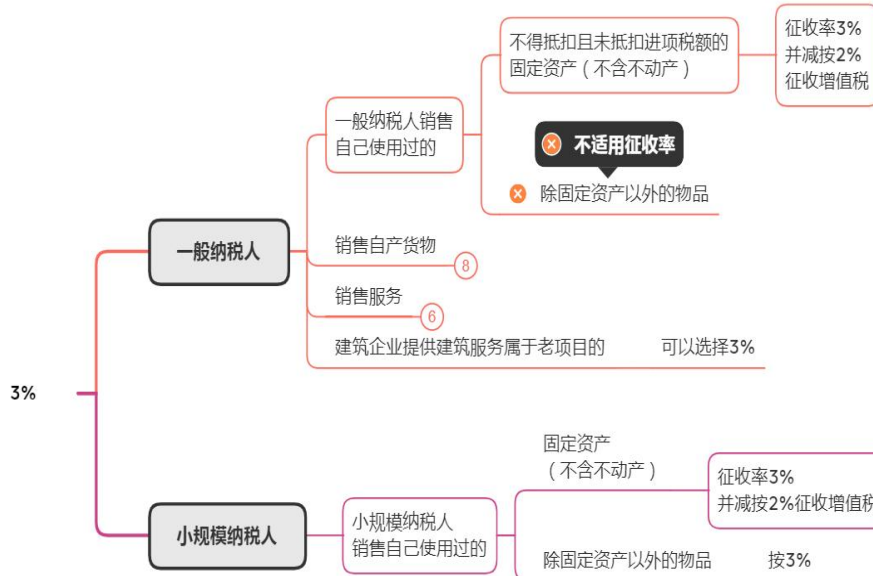 不得抵扣且未抵扣进项税额的
固定资产（不含不动产）
征收率3%
并减按2%
征收增值税
一般纳税人销售
自己使用过的
不适用征收率
除固定资产以外的物品
一般纳税人
销售自产货物
8
销售服务
6
建筑企业提供建筑服务属于老项目的 可以选择3%
3%
固定资产
（不含不动产）
征收率3%
并减按2%征收增值税
小规模纳税人
小规模纳税人
销售自己使用过的
除固定资产以外的物品 按3%